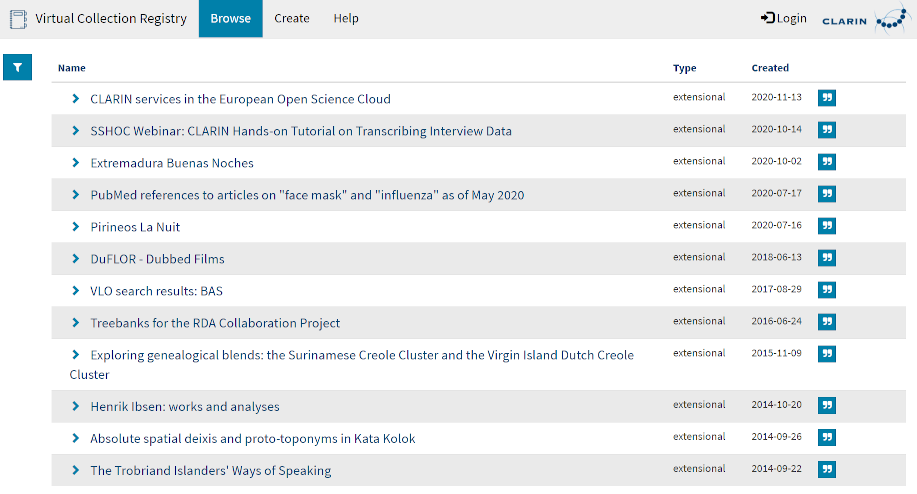 Virtual Collection Registry Browse Create Help Login CLARIN
Name Type Created
CLARIN services in the European Open Science Cloud extensional 2020-11-13
SSHOC Webinar: CLARIN Hands-on Tutorial on Transcribing Interview Data extensional 2020-10-14
Extremadura Buenas Noches extensional 2020-10-02
PubMed references to articles on "face mask" and "influenza" as of May 2020 extensional 2020-07-17
Pirineos La Nuit extensional 2020-07-16
DuFLOR - Dubbed Films extensional 2018-06-13
VLO search results: BAS extensional 2017-08-29
Treebanks for the RDA Collaboration Project extensional 2016-06-24
Exploring genealogical blends: the Surinamese Creole Cluster and the Virgin Island Dutch Creole extensional 2015-11-09
Cluster
Henrik Ibsen: works and analyses extensional 2014-10-20
Absolute spatial deixis and proto-toponyms in Kata Kolok extensional 2014-09-26
The Trobriand Islanders' Ways of Speaking extensional 2014-09-22